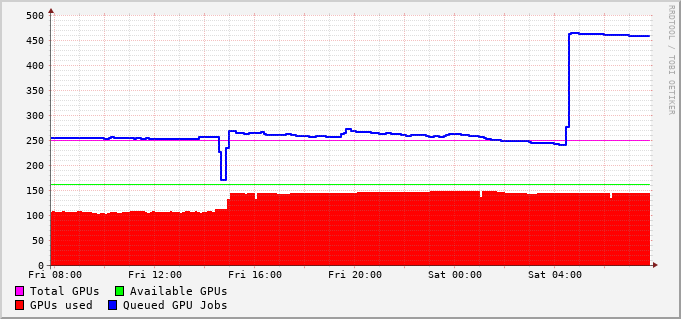 500
450
400
350
300
250
200
150
100
50
0
Fri 08:00 Fri 12:00 Fri 16:00 Fri 20:00 Sat 00:00 Sat 04:00
Total GPUs Available GPUs
GPUs used Queued GPU Jobs
RRDTOOL / TOBI OETIKER